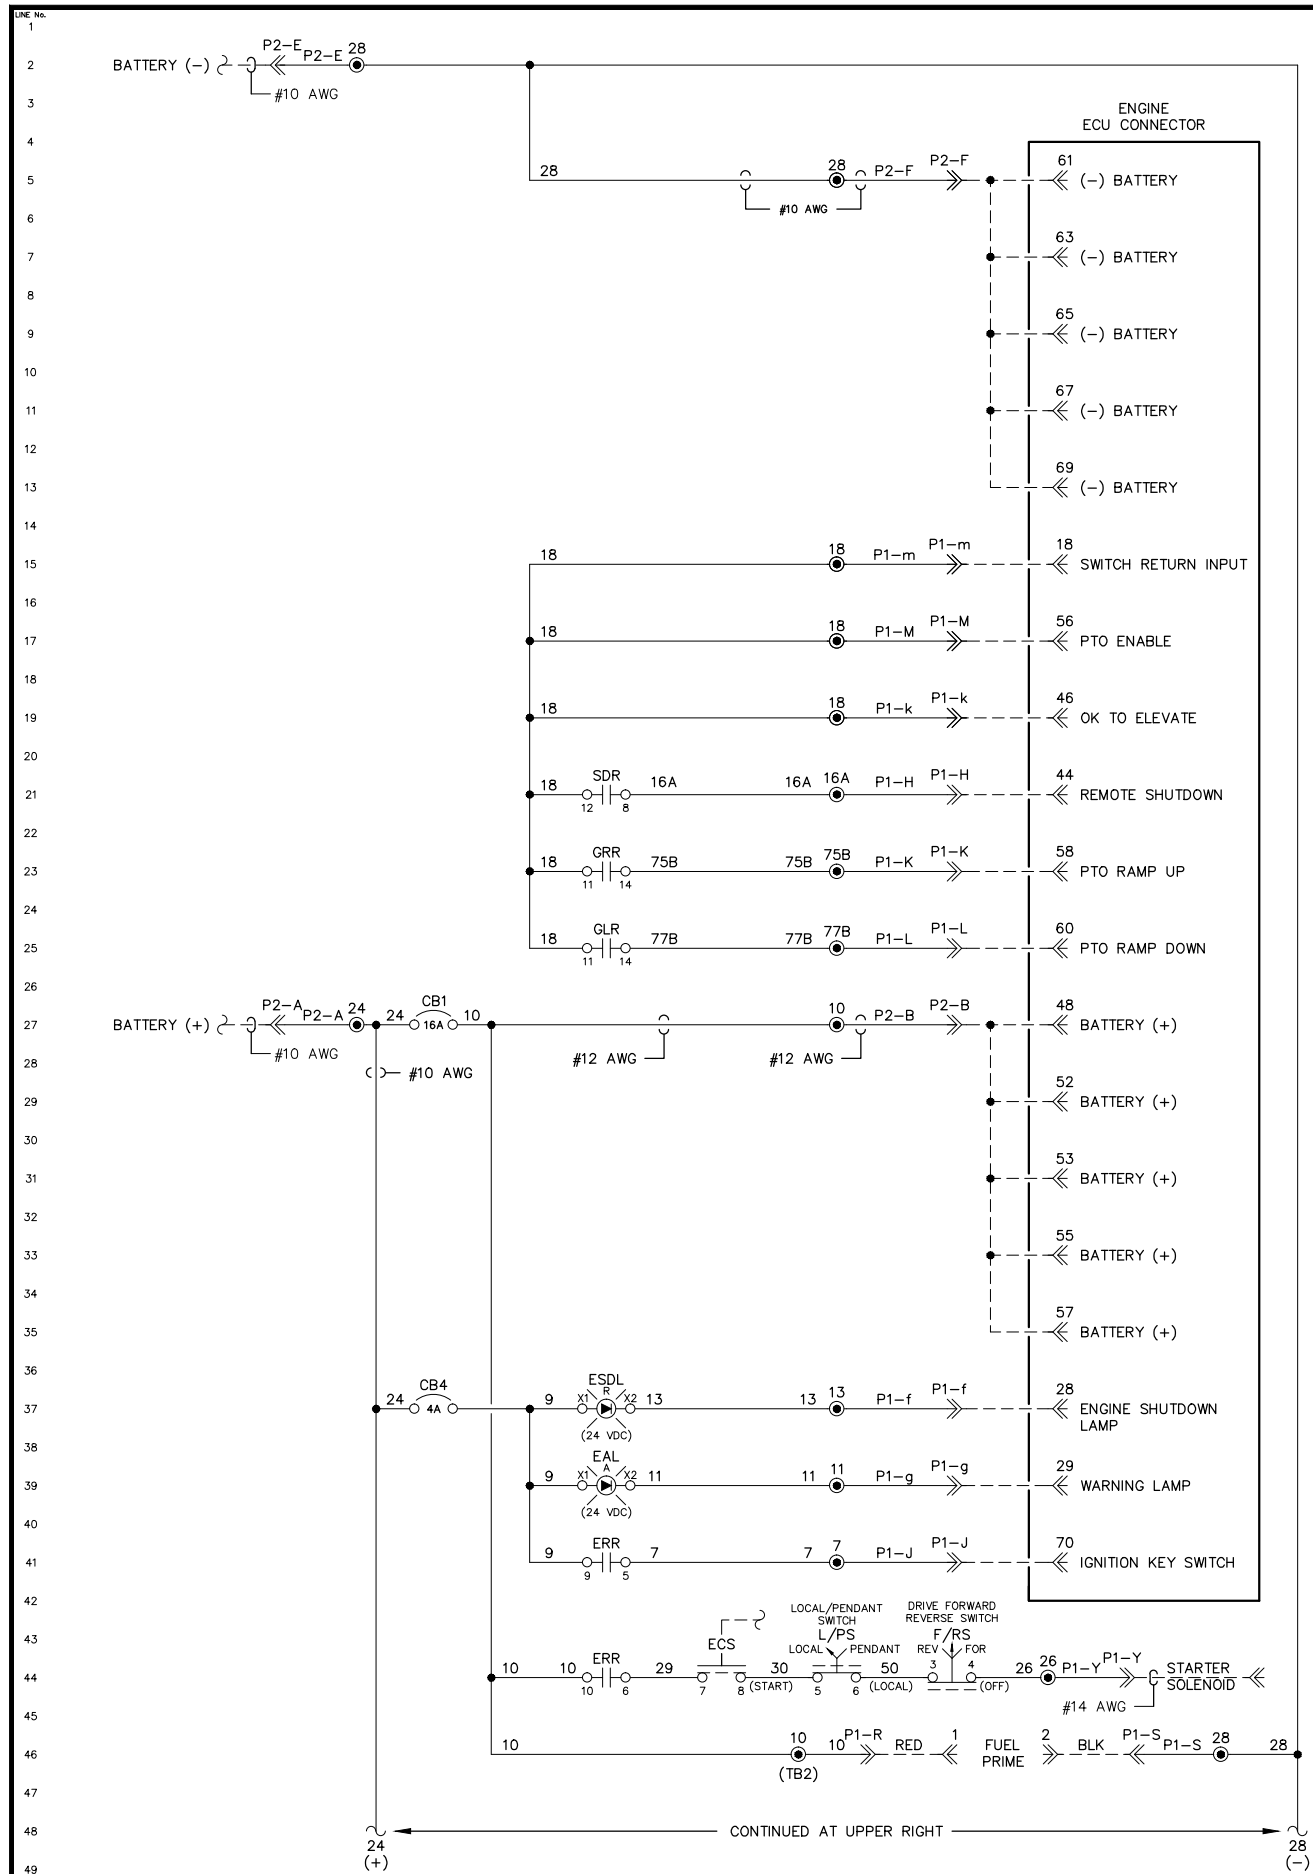 LINE No.
1
2 BATTERY (-) P2-E P2-E 28
3 #10 AWG
ENGINE
ECU CONNECTOR
4
5 28 28 P2-F P2-F 61 (-) BATTERY
#10 AWG
6
7 63 (-) BATTERY
8
9 65 (-) BATTERY
10
11 67 (-) BATTERY
12
13 69 (-) BATTERY
14
15 18 18 P1-m P1-m 18 SWITCH RETURN INPUT
16
17 18 18 P1-M P1-M 56 PTO ENABLE
18
19 18 18 P1-k P1-k 46 OK TO ELEVATE
20
21 18 SDR 12 8 16A 16A 16A P1-H P1-H 44 REMOTE SHUTDOWN
22
23 18 GRR 11 14 75B 75B 75B P1-K P1-K 58 PTO RAMP UP
24
25 18 GLR 11 14 77B 77B 77B P1-L P1-L 60 PTO RAMP DOWN
26
27 BATTERY (+) P2-A P2-A 24 24 CB1 16A 10 10 P2-B P2-B 48 BATTERY (+)
#10 AWG #12 AWG #12 AWG
28 #10 AWG
29 52 BATTERY (+)
30
31 53 BATTERY (+)
32
33 55 BATTERY (+)
34
35 57 BATTERY (+)
36
37 24 CB4 4A 9 ESDL R X1 X2 13 13 13 P1-f P1-f 28 ENGINE SHUTDOWN
LAMP
(24 VDC)
38
39 9 EAL A X1 X2 11 11 11 P1-g P1-g 29 WARNING LAMP
(24 VDC)
40
41 9 ERR 9 5 7 7 7 P1-J P1-J 70 IGNITION KEY SWITCH
42
LOCAL/PENDANT
SWITCH
L/PS
LOCAL PENDANT
DRIVE FORWARD
REVERSE SWITCH
F/RS
REV FOR
43 ECS
44 10 10 ERR 10 6 29 7 8 30 (START) 5 6 50 (LOCAL) 3 4 (OFF) 26 26 P1-Y P1-Y STARTER
SOLENOID
#14 AWG
45
46 10 10 (TB2) 10 P1-R RED 1 FUEL
PRIME
2 BLK P1-S P1-S 28 28
47
48 CONTINUED AT UPPER RIGHT
24
(+)
28
(-)
49